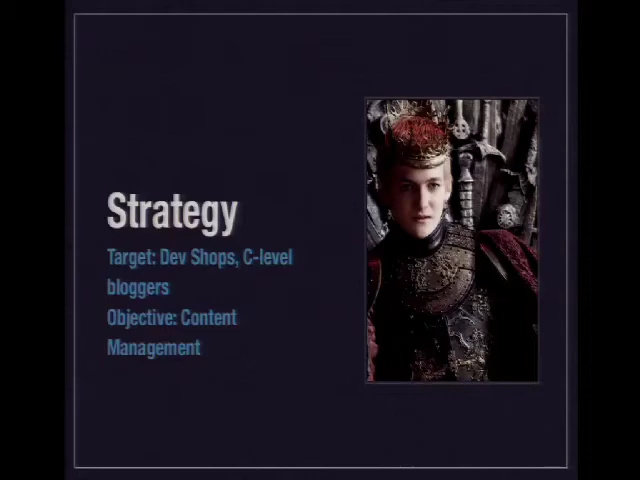 Strategy
Target: Dev Shops, C-level
bloggers
Objective: Content
Management